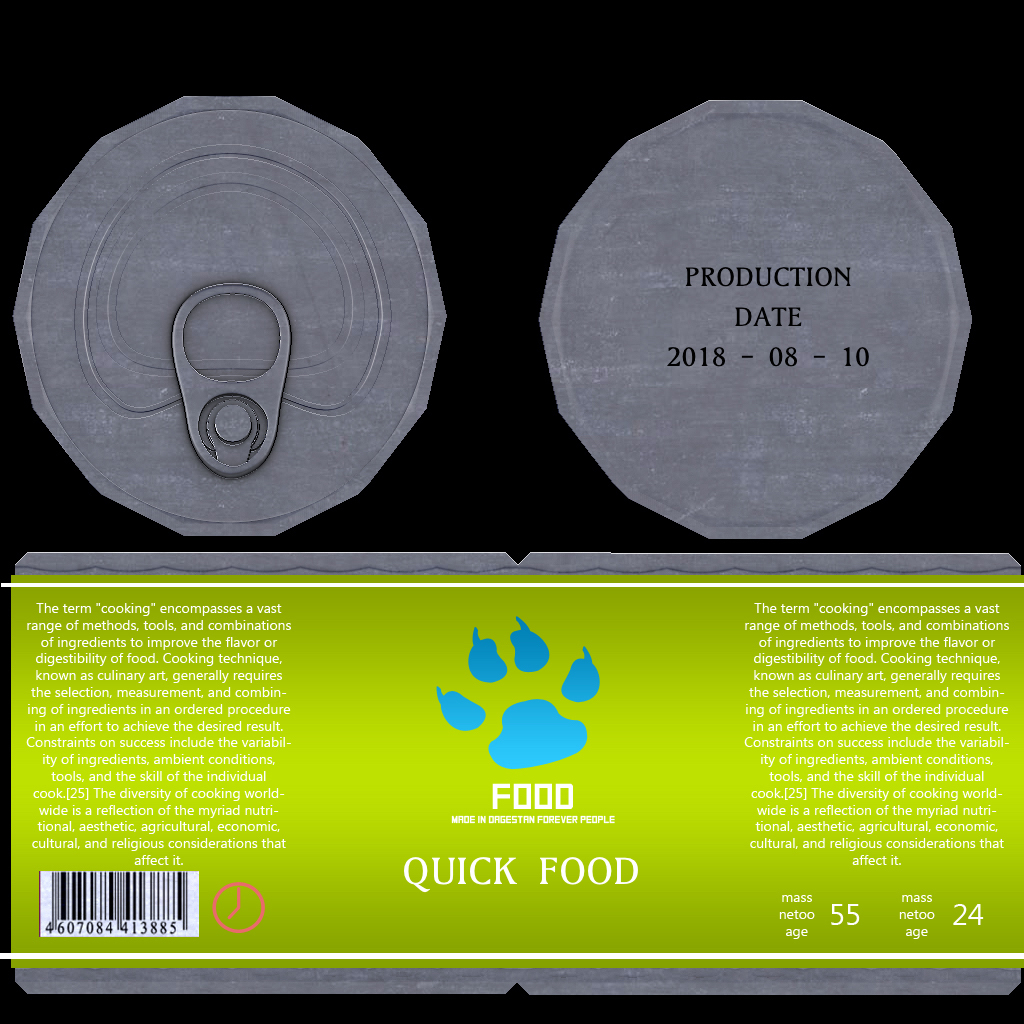 PRODUCTION
DATE
2018 - 08 - 10
The term "cooking" encompasses a vast
range of methods, tools, and combinations
of ingredients to improve the flavor or
digestibility of food. Cooking technique,
known as culinary art, generally requires
the selection, measurement, and combin-
ing of ingredients in an ordered procedure
in an effort to achieve the desired result.
Constraints on success include the variabil-
ity of ingredients, ambient conditions,
tools, and the skill of the individual
cook.[25] The diversity of cooking world-
wide is a reflection of the myriad nutri-
tional, aesthetic, agricultural, economic,
cultural, and religious considerations that
affect it.
4 607084 413885
FOOD
MADE IN DAGESTAN FOREVER PEOPLE
QUICK FOOD
The term "cooking" encompasses a vast
range of methods, tools, and combinations
of ingredients to improve the flavor or
digestibility of food. Cooking technique,
known as culinary art, generally requires
the selection, measurement, and combin-
ing of ingredients in an ordered procedure
in an effort to achieve the desired result.
Constraints on success include the variabil-
ity of ingredients, ambient conditions,
tools, and the skill of the individual
cook.[25] The diversity of cooking world-
wide is a reflection of the myriad nutri-
tional, aesthetic, agricultural, economic,
cultural, and religious considerations that
affect it.
mass
netoo
age
55
mass
netoo
age
24